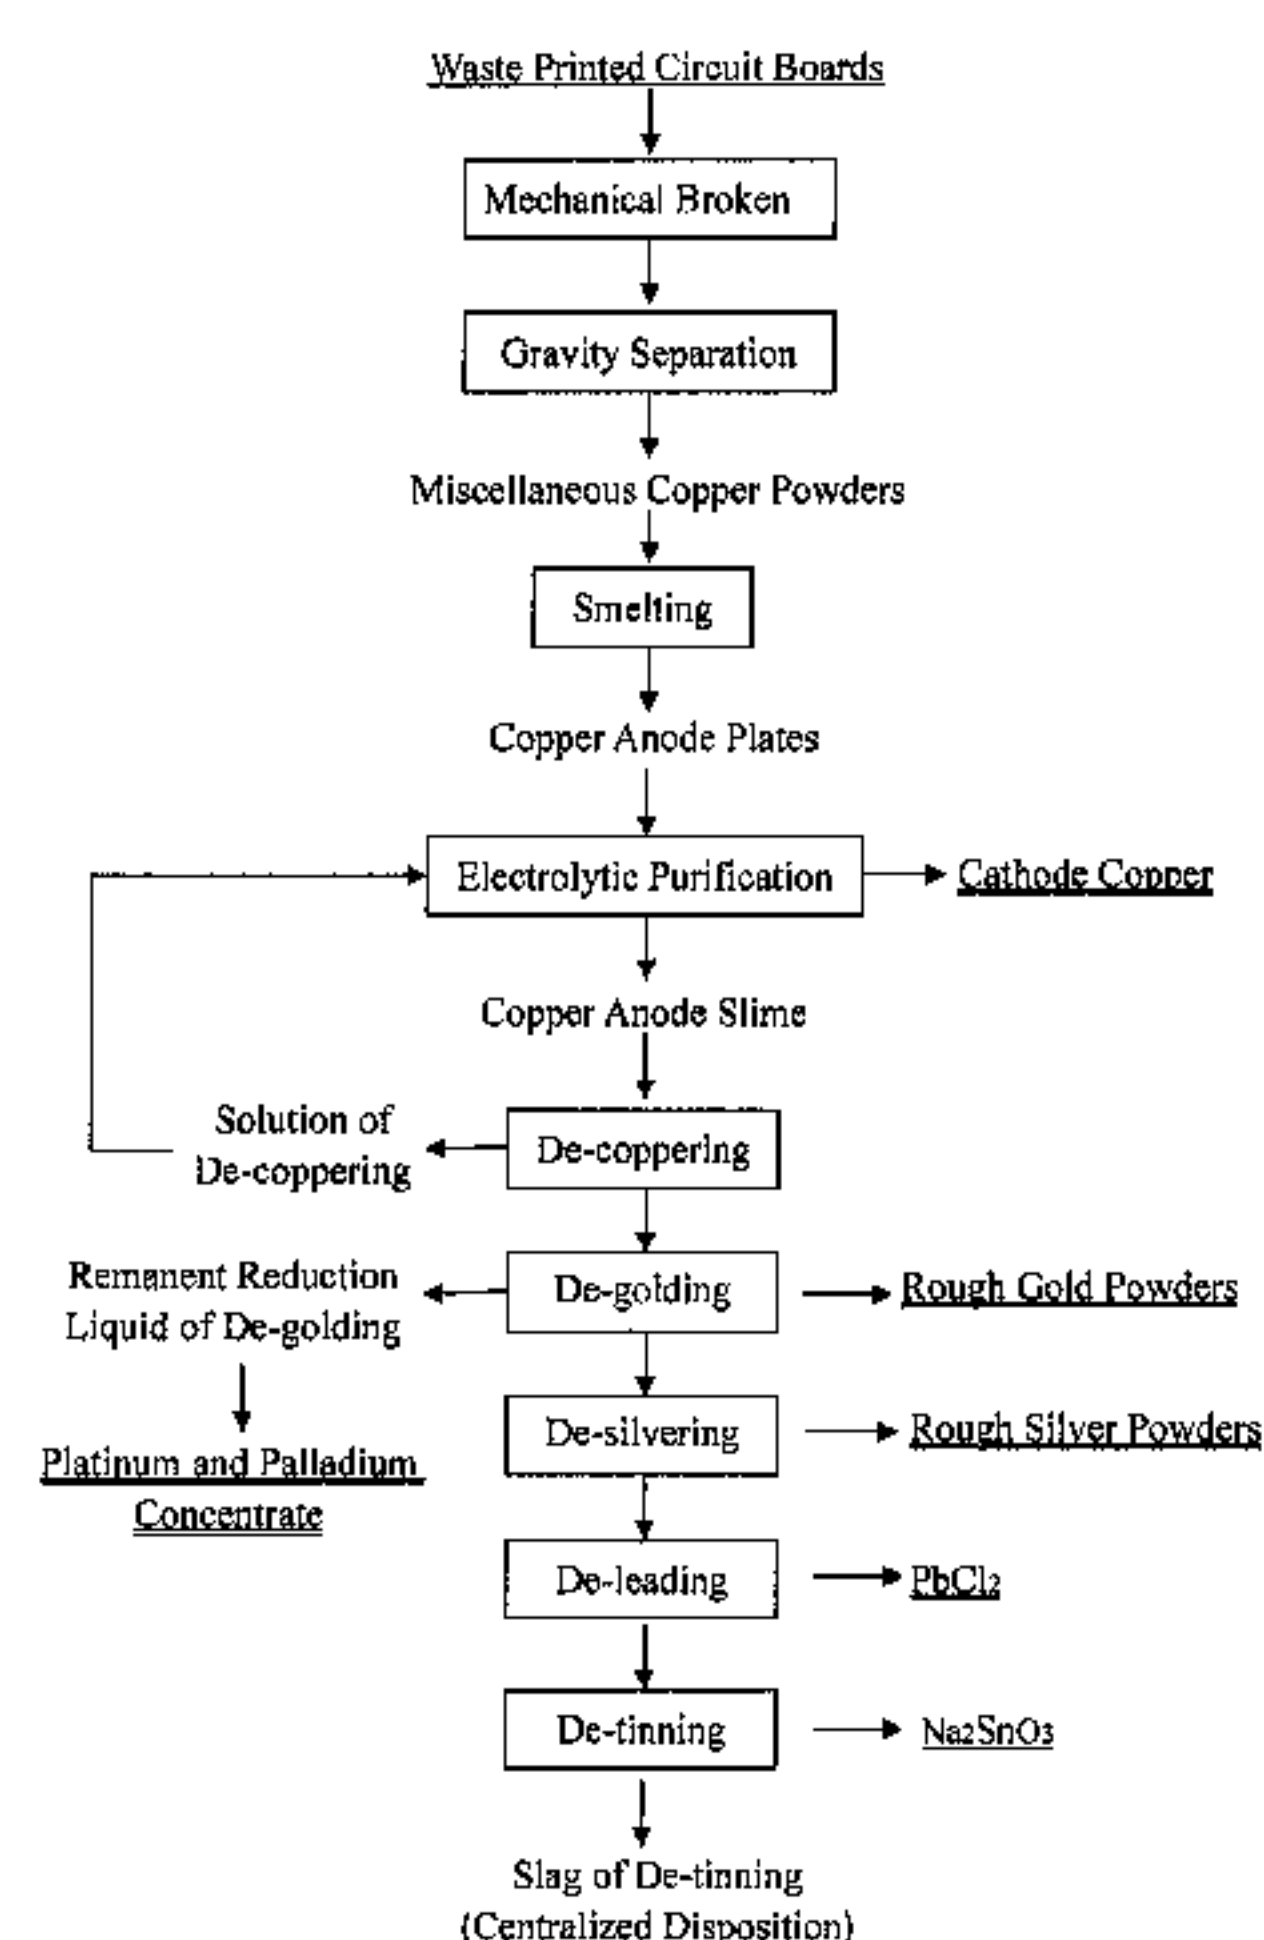 Waste Printed Circuit Boards
Mechanical Broken
Gravity Separation
Miscellaneous Copper Powders
Smelting
Copper Anode Plates
Electrolytic Purification
Cathode Copper
Copper Anode Slime
Solution of
De-coppering
De-coppering
Remanent Reduction
Liquid of De-golding
De-golding
Rough Gold Powders
Platinum and Palladium
Concentrate
De-silvering
Rough Silver Powders
De-leading
PbCl₂
De-tinning
Na₂SnO₃
Slag of De-tinning
(Centralized Disposition)